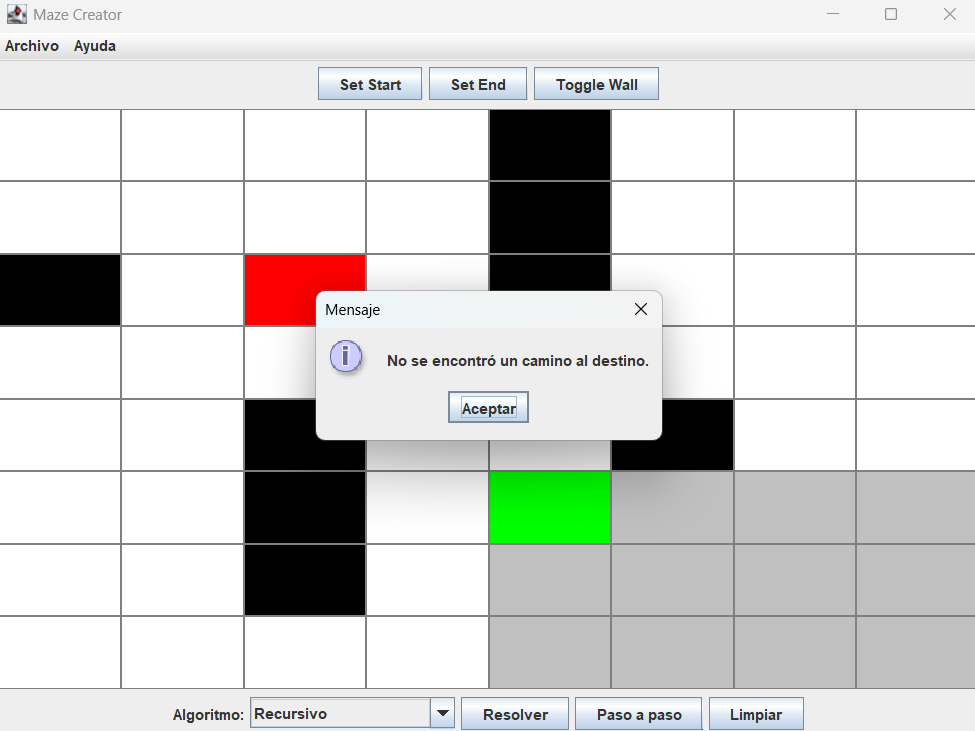 Maze Creator
Archivo Ayuda
Set Start Set End Toggle Wall
Mensaje
No se encontró un camino al destino.
Aceptar
Algoritmo: Recursivo Resolver Paso a paso Limpiar